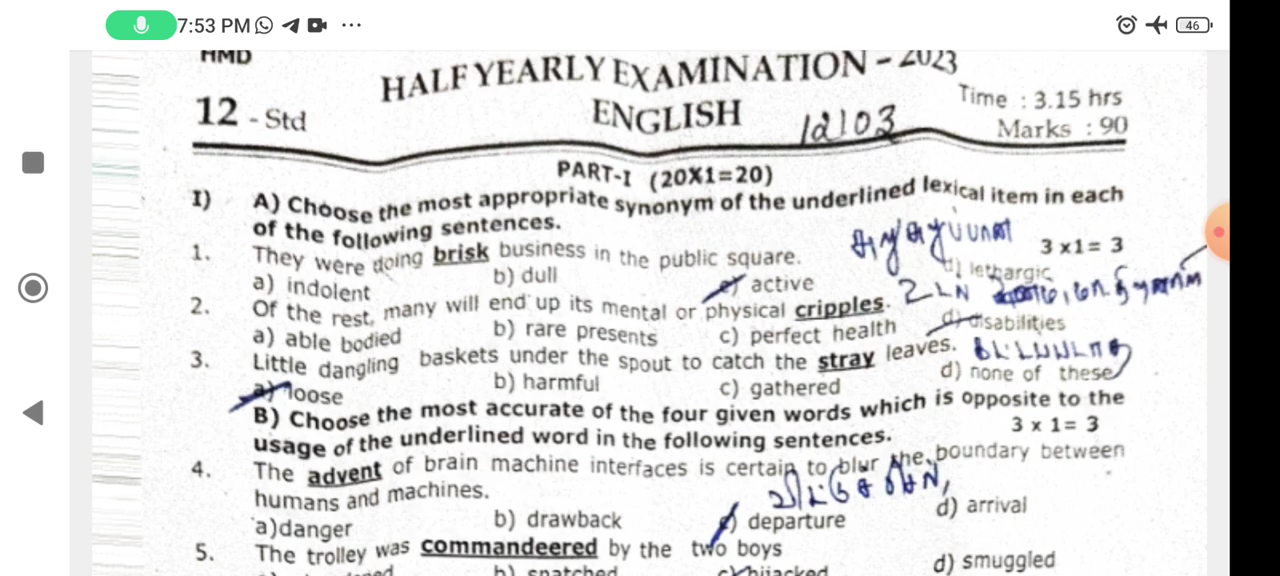 7:53 PM
46
HMD
HALF YEARLY EXAMINATION - 2023
12 - Std
ENGLISH
12103
Time : 3.15 hrs
Marks : 90
PART-I (20X1=20)
I) A) Choose the most appropriate synonym of the underlined lexical item in each
of the following sentences.
3 x1= 3
1. They were doing brisk business in the public square.
a) indolent b) dull c) active d) lethargic
2. Of the rest, many will end up its mental or physical cripples.
a) able bodied b) rare presents c) perfect health d) disabilities
3. Little dangling baskets under the spout to catch the stray leaves.
a) loose b) harmful c) gathered d) none of these
B) Choose the most accurate of the four given words which is opposite to the
usage of the underlined word in the following sentences.
3 x 1= 3
4. The advent of brain machine interfaces is certain to blur the boundary between
humans and machines.
a)danger b) drawback c) departure d) arrival
5. The trolley was commandeered by the two boys
b) snatched c) hijacked d) smuggled